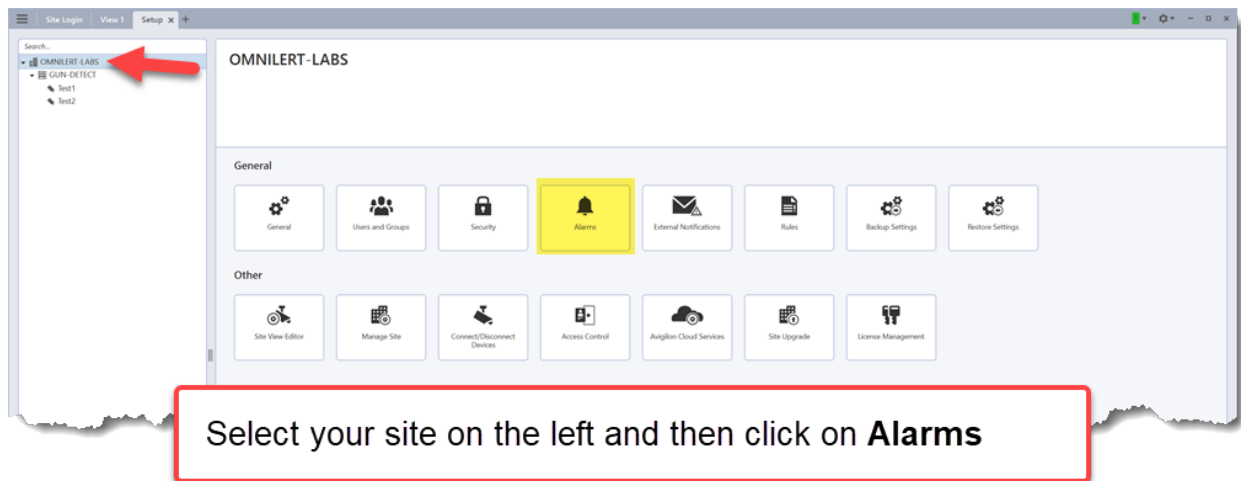 Site Login View 1 Setup x +
1
Search...
OMNILERT-LABS
GUN-DETECT
Test1
Test2
OMNILERT-LABS
General
General
Users and Groups
Security
Alarms
External Notifications
Rules
Backup Settings
Restore Settings
Other
Site View Editor
Manage Site
Connect/Disconnect
Devices
Access Control
Avigilon Cloud Services
Site Upgrade
License Management
Select your site on the left and then click on Alarms